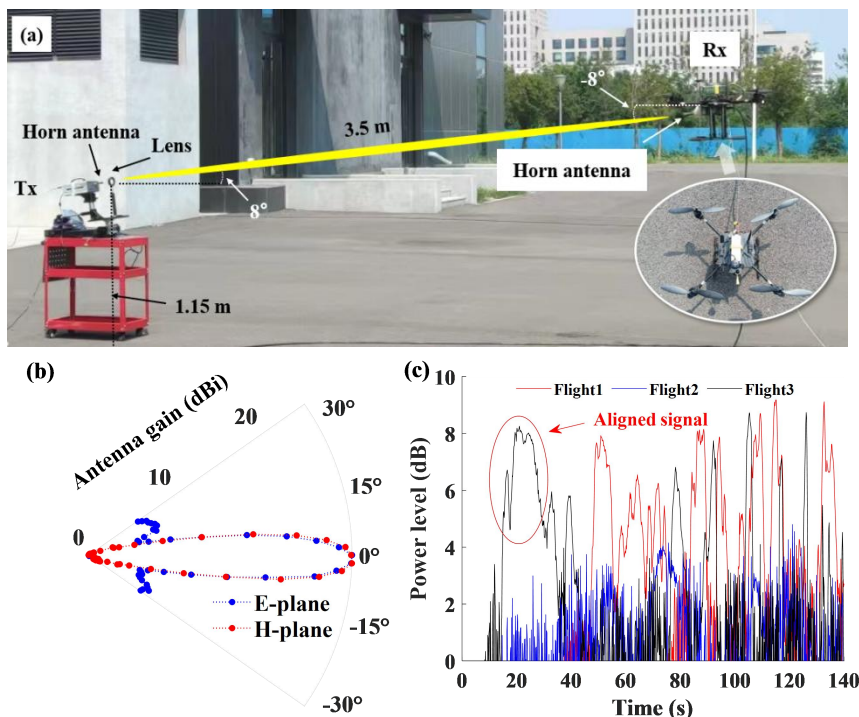 (a)
Rx
-8°
3.5 m
Horn antenna
Lens
Horn antenna
Tx
8°
1.15 m
(b)
Antenna gain (dBi)
0
10
20
30°
15°
0°
-15°
-30°
E-plane
H-plane
(c)
Flight1 Flight2 Flight3
Aligned signal
Power level (dB)
10
8
6
4
2
0
0 20 40 60 80 100 120 140
Time (s)